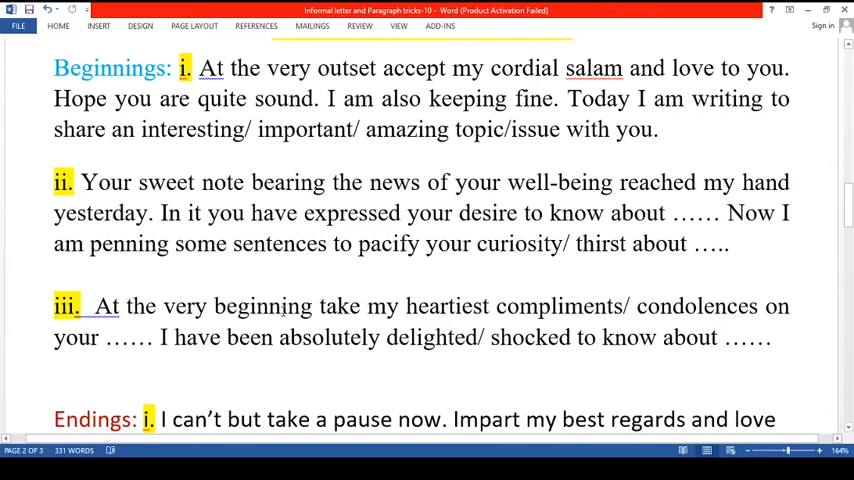 Informal letter and Paragraph tricks-10 - Word (Product Activation Failed)
FILE HOME INSERT DESIGN PAGE LAYOUT REFERENCES MAILINGS REVIEW VIEW ADD-INS Sign in
Beginnings: i. At the very outset accept my cordial salam and love to you.
Hope you are quite sound. I am also keeping fine. Today I am writing to
share an interesting/ important/ amazing topic/issue with you.
ii. Your sweet note bearing the news of your well-being reached my hand
yesterday. In it you have expressed your desire to know about …… Now I
am penning some sentences to pacify your curiosity/ thirst about …..
iii. At the very beginning take my heartiest compliments/ condolences on
your …… I have been absolutely delighted/ shocked to know about ……
Endings: i. I can’t but take a pause now. Impart my best regards and love
PAGE 2 OF 3 331 WORDS 164%